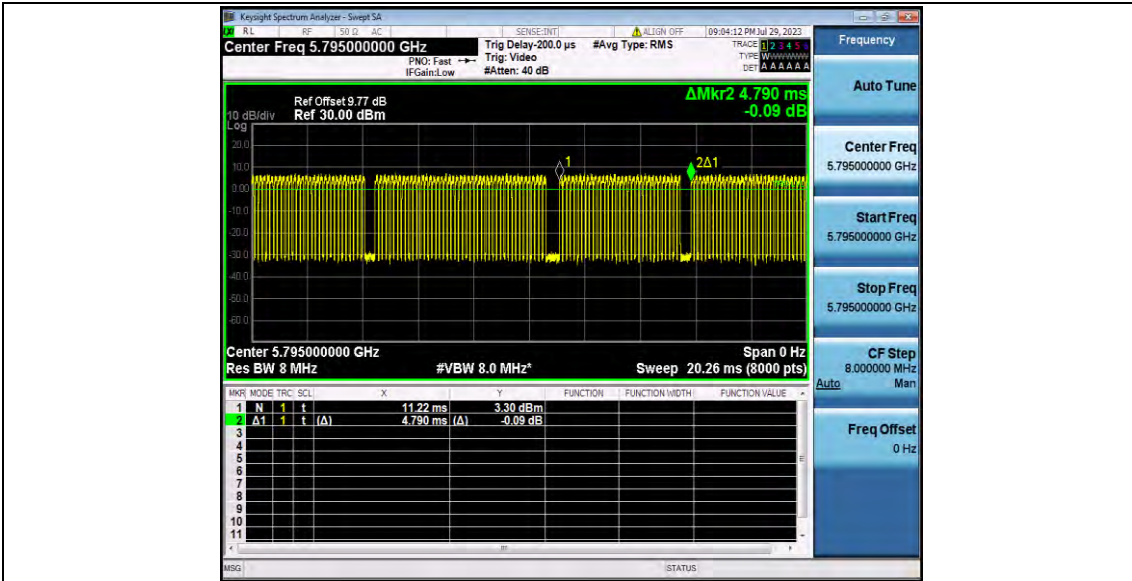 Keysight Spectrum Analyzer - Swept SA
RL RF 50 Ω AC SENSE:INT ALIGN OFF 09:04:12 PM Jul 29, 2023
Center Freq 5.795000000 GHz
PNO: Fast
IFGain:Low
Trig Delay-200.0 µs
Trig: Video
#Atten: 40 dB
#Avg Type: RMS
TRACE 1 2 3 4 5 6
TYPE
DET A A A A A A
Frequency
Auto Tune
Center Freq
5.795000000 GHz
Start Freq
5.795000000 GHz
Stop Freq
5.795000000 GHz
CF Step
8.000000 MHz
Auto Man
Freq Offset
0 Hz
ΔMkr2 4.790 ms
-0.09 dB
Ref Offset 9.77 dB
10 dB/div Ref 30.00 dBm
Log
20.0
10.0
0.00
-10.0
-20.0
-30.0
-40.0
-50.0
-60.0
1
2Δ1
Center 5.795000000 GHz Span 0 Hz
Res BW 8 MHz #VBW 8.0 MHz* Sweep 20.26 ms (8000 pts)
MKR MODE TRC SCL X Y FUNCTION FUNCTION WIDTH FUNCTION VALUE
1 N 1 t 11.22 ms 3.30 dBm
2 Δ1 1 t (Δ) 4.790 ms (Δ) -0.09 dB
3
4
5
6
7
8
9
10
11
MSG STATUS